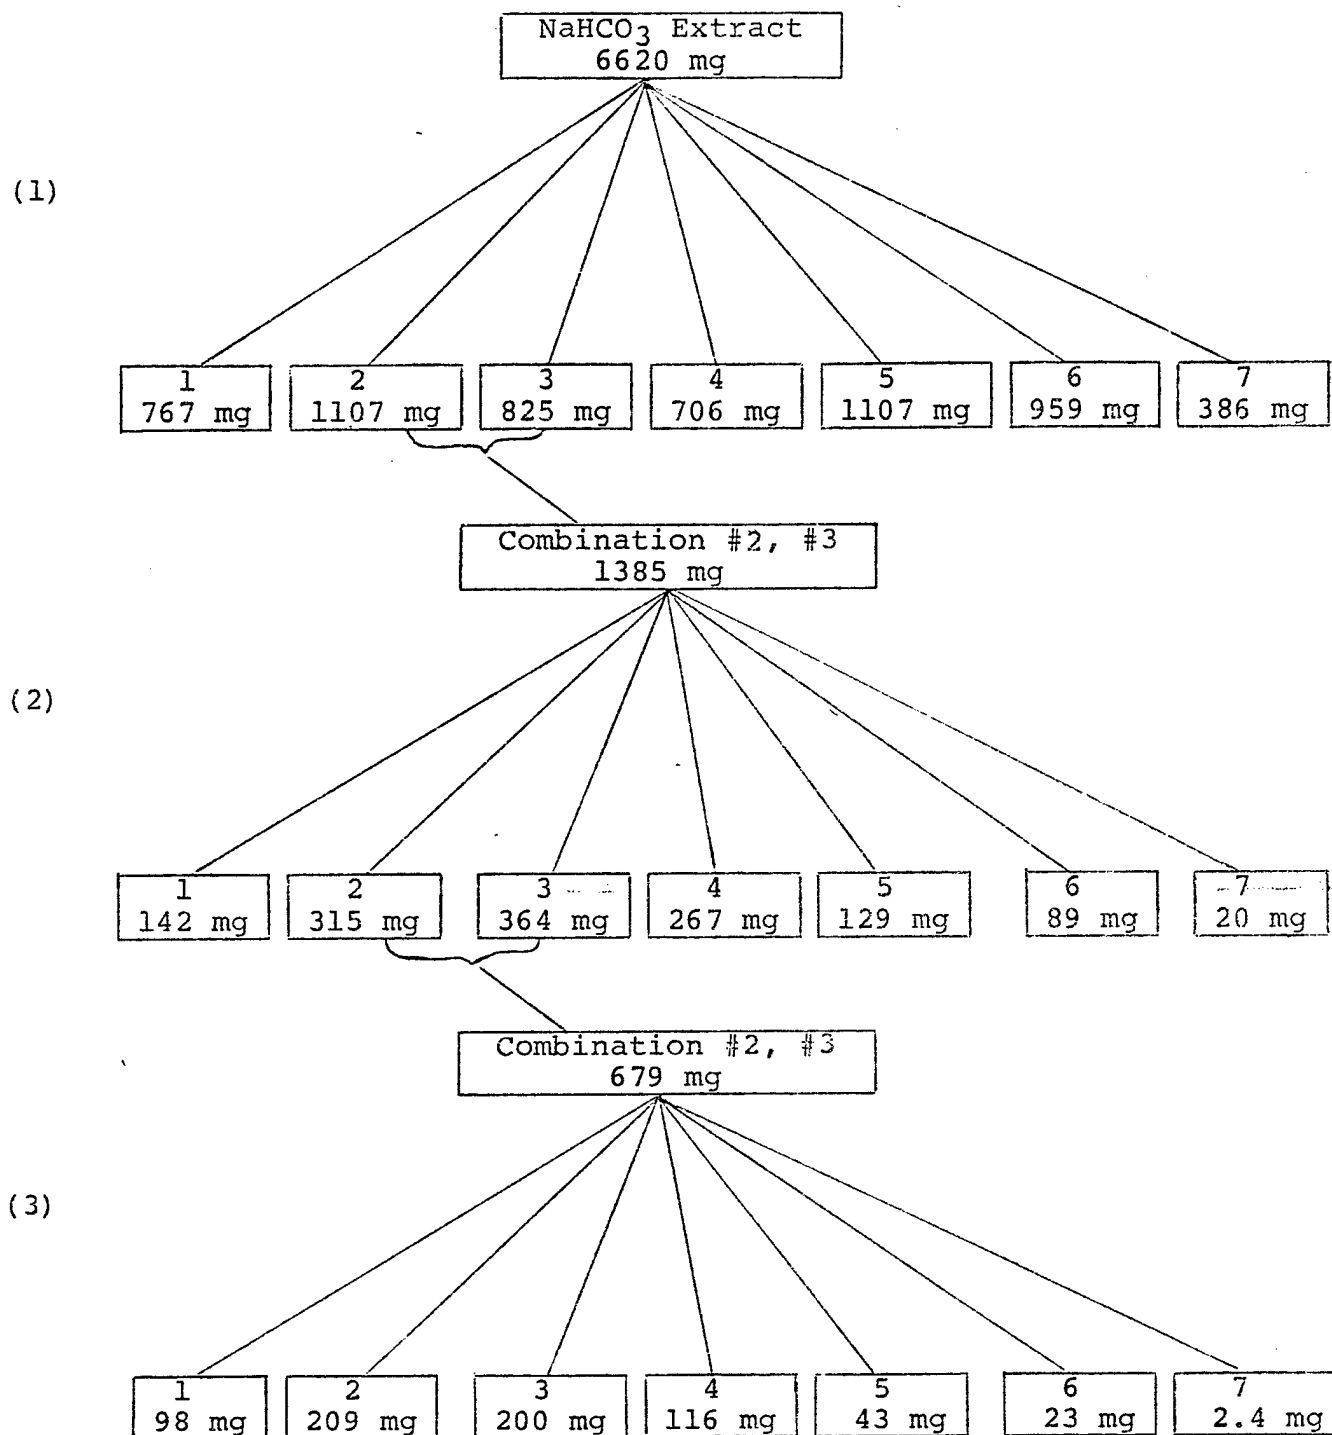 NaHCO3 Extract
6620 mg
(1)
1 2 3 4 5 6 7
767 mg 1107 mg 825 mg 706 mg 1107 mg 959 mg 386 mg
Combination #2, #3
1385 mg
(2)
1 2 3 4 5 6 7
142 mg 315 mg 364 mg 267 mg 129 mg 89 mg 20 mg
Combination #2, #3
679 mg
(3)
1 2 3 4 5 6 7
98 mg 209 mg 200 mg 116 mg 43 mg 23 mg 2.4 mg